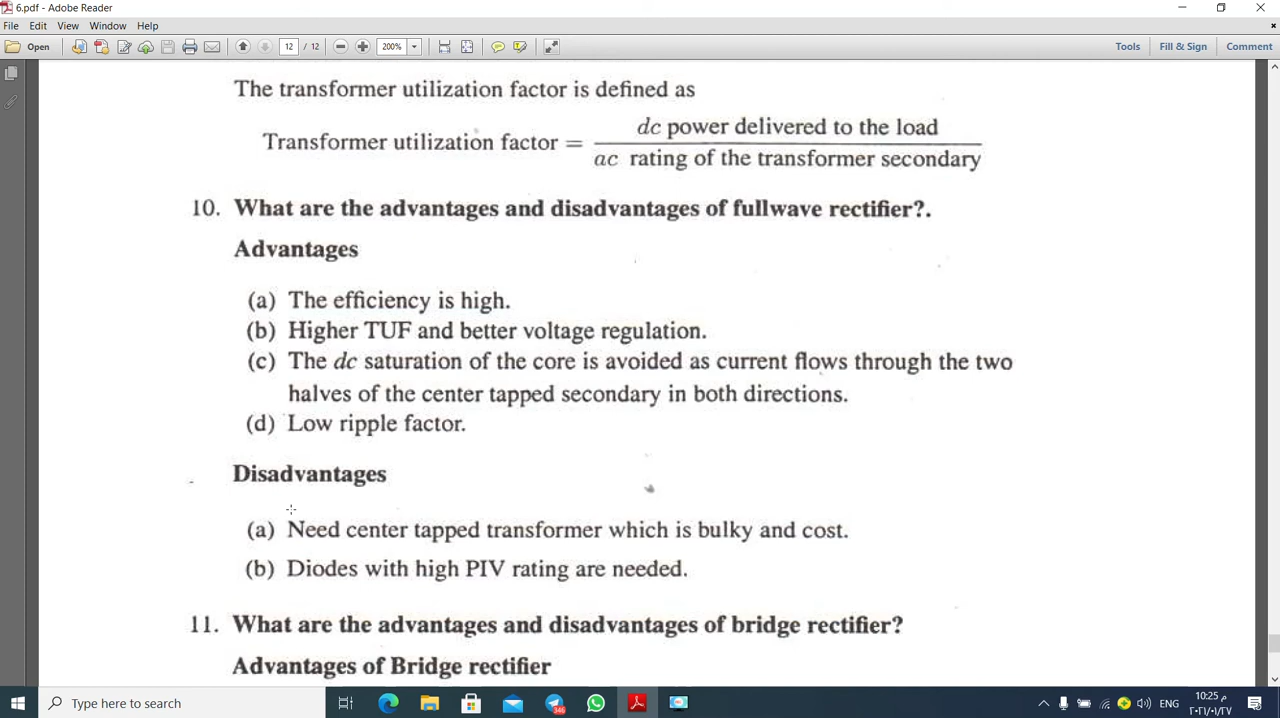 6.pdf - Adobe Reader
File Edit View Window Help
Open 12 / 12 200% Tools Fill & Sign Comment
The transformer utilization factor is defined as
Transformer utilization factor = dc power delivered to the load
ac rating of the transformer secondary
10. What are the advantages and disadvantages of fullwave rectifier?.
Advantages
(a) The efficiency is high.
(b) Higher TUF and better voltage regulation.
(c) The dc saturation of the core is avoided as current flows through the two
halves of the center tapped secondary in both directions.
(d) Low ripple factor.
Disadvantages
(a) Need center tapped transformer which is bulky and cost.
(b) Diodes with high PIV rating are needed.
11. What are the advantages and disadvantages of bridge rectifier?
Advantages of Bridge rectifier
Type here to search
ENG
10:25 م